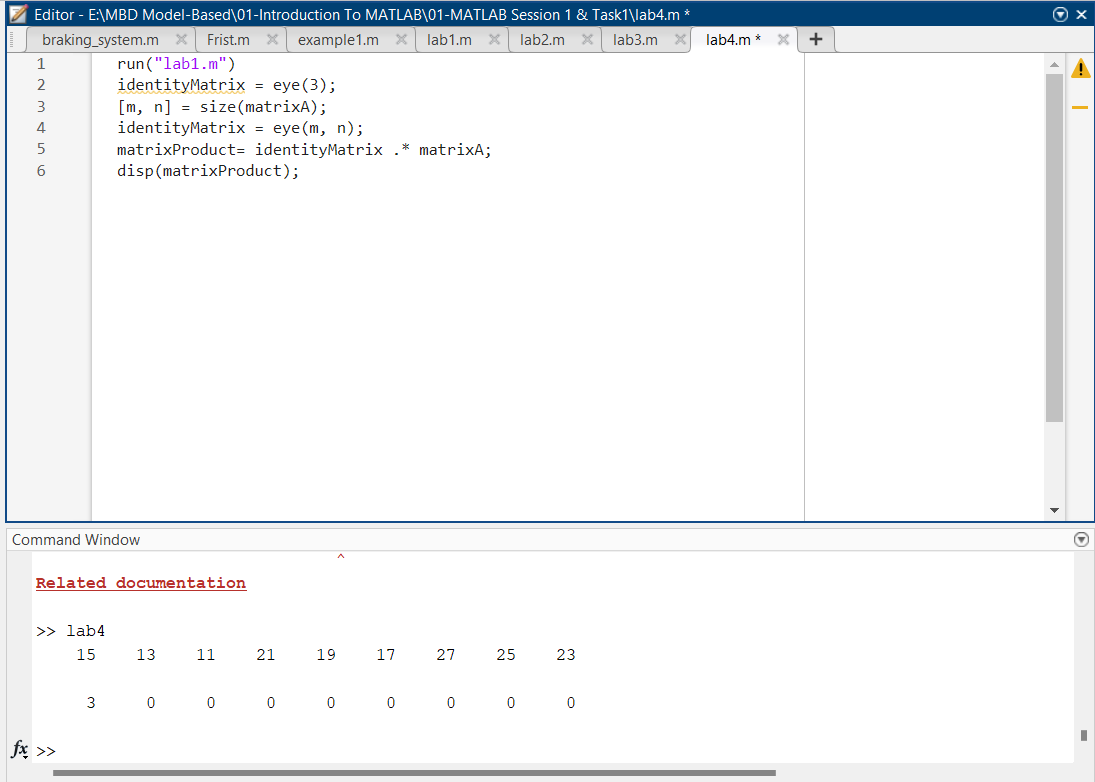 Editor - E:\MBD Model-Based\01-Introduction To MATLAB\01-MATLAB Session 1 & Task1\lab4.m *
braking_system.m Frist.m example1.m lab1.m lab2.m lab3.m lab4.m * +
1 run("lab1.m")
2 identityMatrix = eye(3);
3 [m, n] = size(matrixA);
4 identityMatrix = eye(m, n);
5 matrixProduct= identityMatrix .* matrixA;
6 disp(matrixProduct);
Command Window
^
Related documentation
>> lab4
15 13 11 21 19 17 27 25 23
3 0 0 0 0 0 0 0 0
fx >>